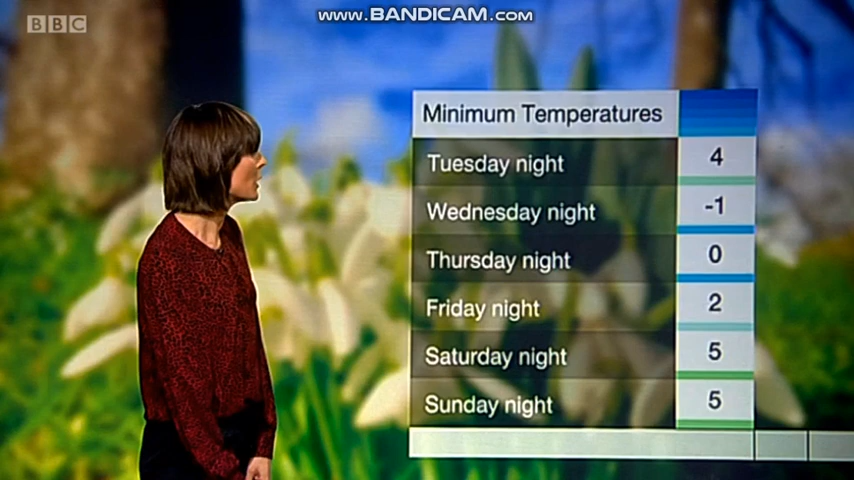 BBC
www.BANDICAM.com
Minimum Temperatures
Tuesday night 4
Wednesday night -1
Thursday night 0
Friday night 2
Saturday night 5
Sunday night 5